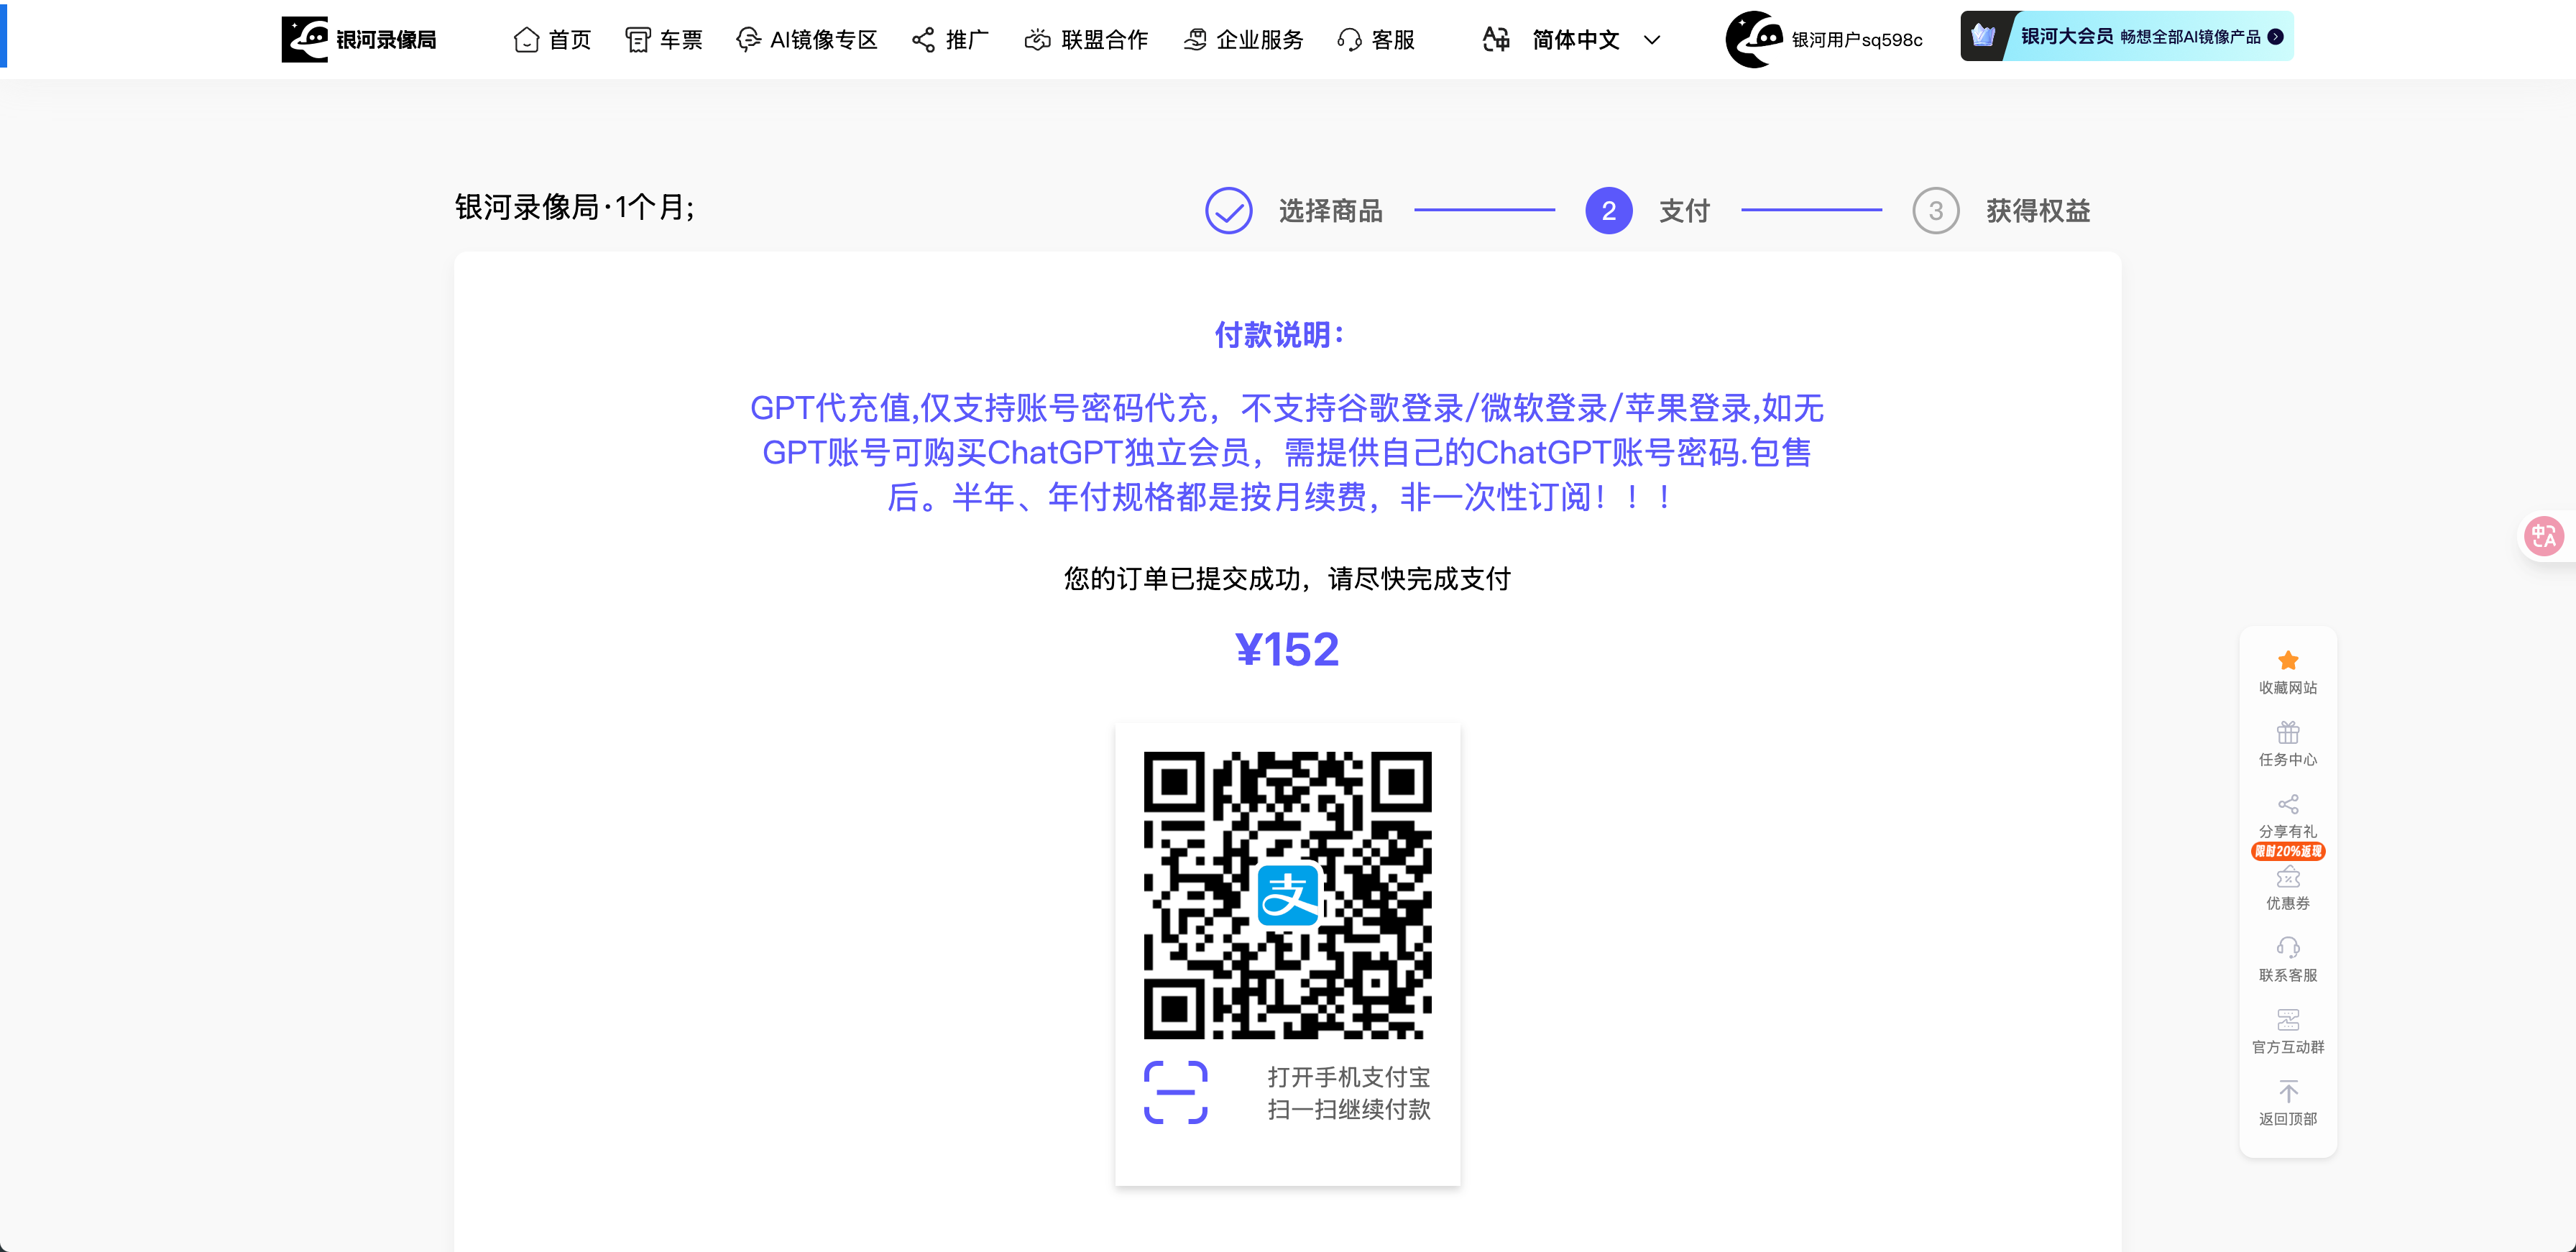 银河录像局
首页
车票
AI镜像专区
推广
联盟合作
企业服务
客服
简体中文
银河用户sq598c
银河大会员 畅想全部AI镜像产品
银河录像局·1个月;
选择商品
2 支付
3 获得权益
付款说明：
GPT代充值,仅支持账号密码代充，不支持谷歌登录/微软登录/苹果登录,如无
GPT账号可购买ChatGPT独立会员，需提供自己的ChatGPT账号密码.包售
后。半年、年付规格都是按月续费，非一次性订阅！！！
您的订单已提交成功，请尽快完成支付
¥152
支
打开手机支付宝
扫一扫继续付款
中A
收藏网站
任务中心
分享有礼
限时20%返现
优惠券
联系客服
官方互动群
返回顶部